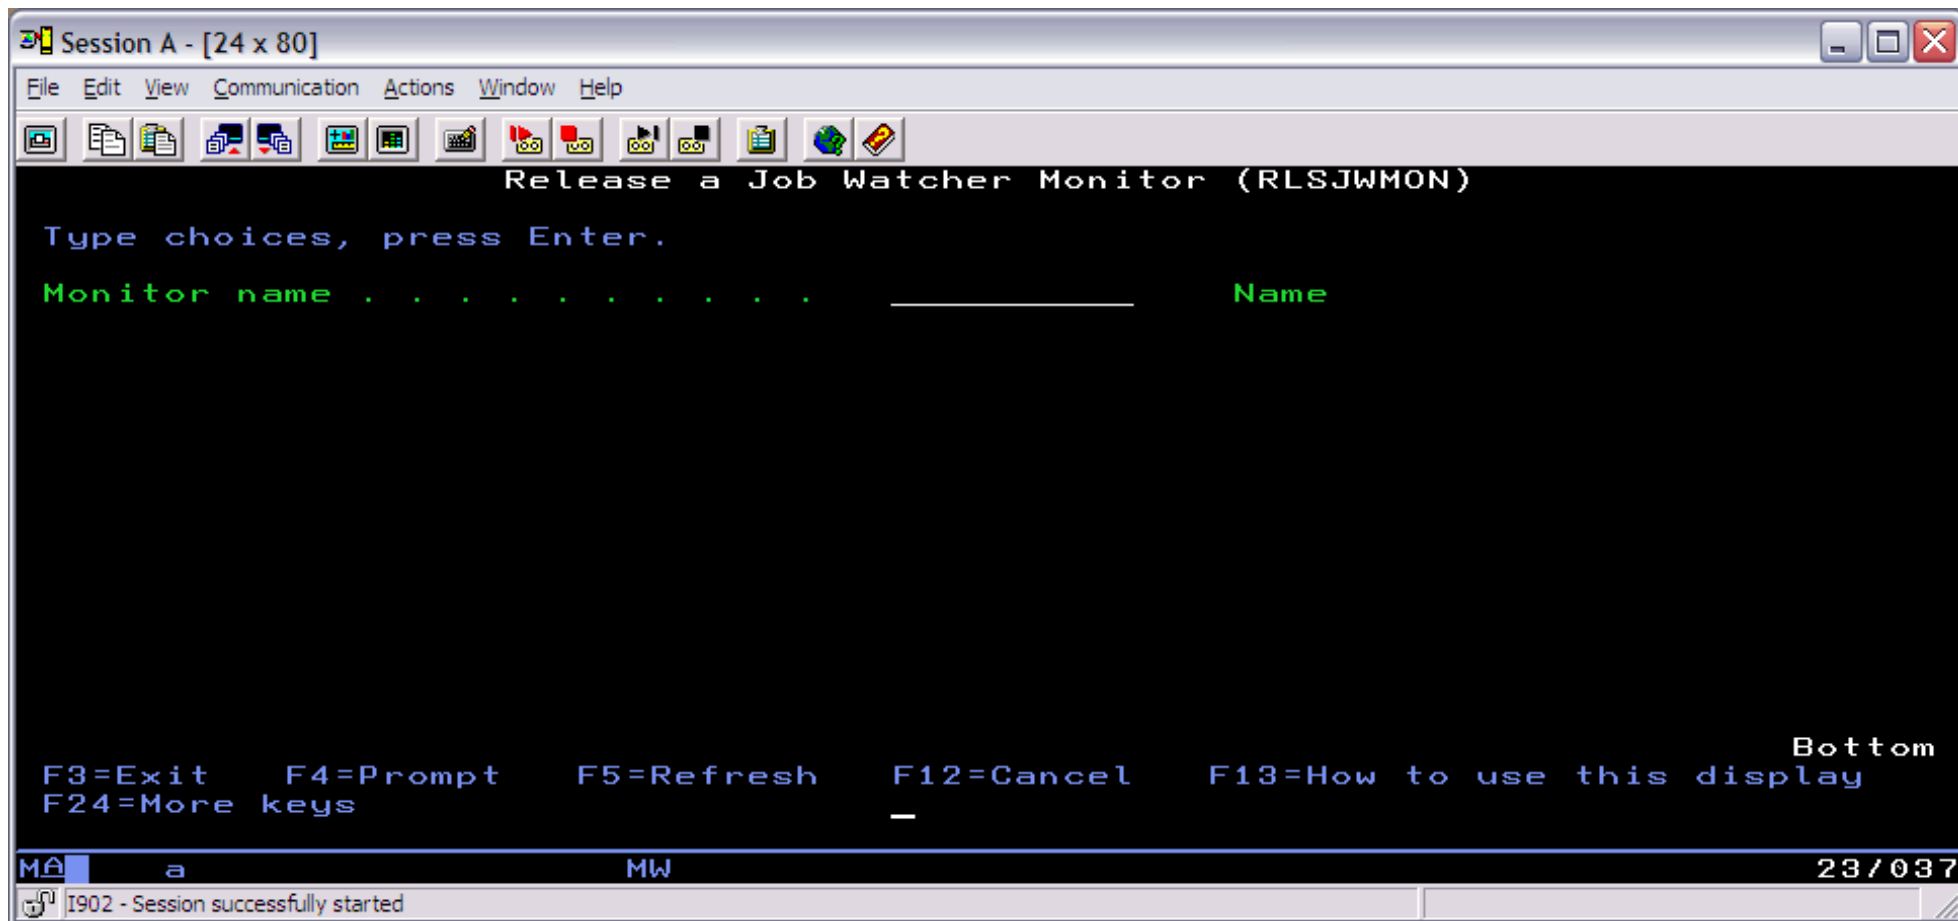 Session A - [24 x 80]
File Edit View Communication Actions Window Help
Release a Job Watcher Monitor (RLSJWMON)
Type choices, press Enter.
Monitor name . . . . . . . . . . __________ Name
Bottom
F3=Exit F4=Prompt F5=Refresh F12=Cancel F13=How to use this display
F24=More keys
MA a MW 23/037
I902 - Session successfully started